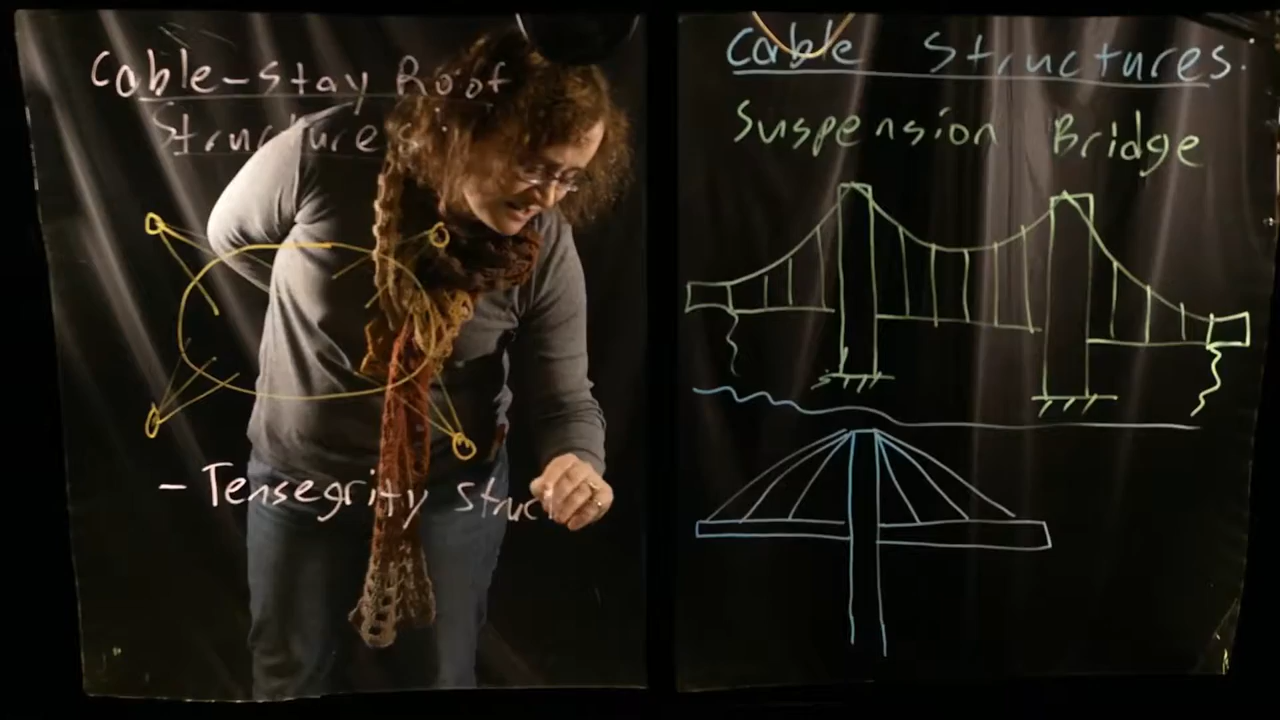 Cable-Stay Roof
Structures
- Tensegrity struc
Cable Structures.
Suspension Bridge